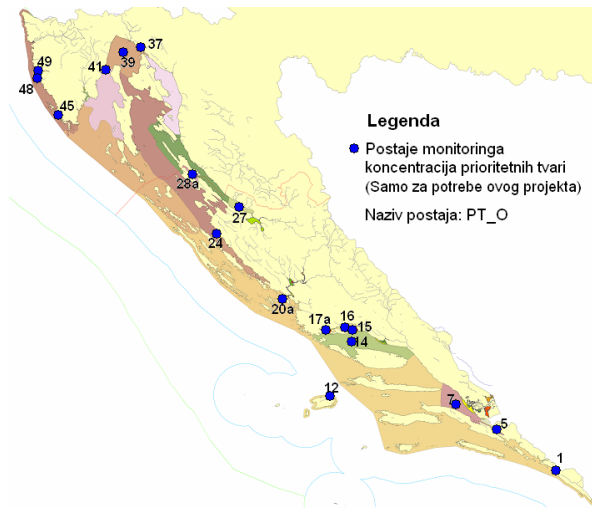 37
39
41
49
48
45
Legenda
Postaje monitoringa
koncentracija prioritetnih tvari
(Samo za potrebe ovog projekta)
Naziv postaja: PT_O
28a
27
24
20a
17a
16
15
14
12
7
5
1